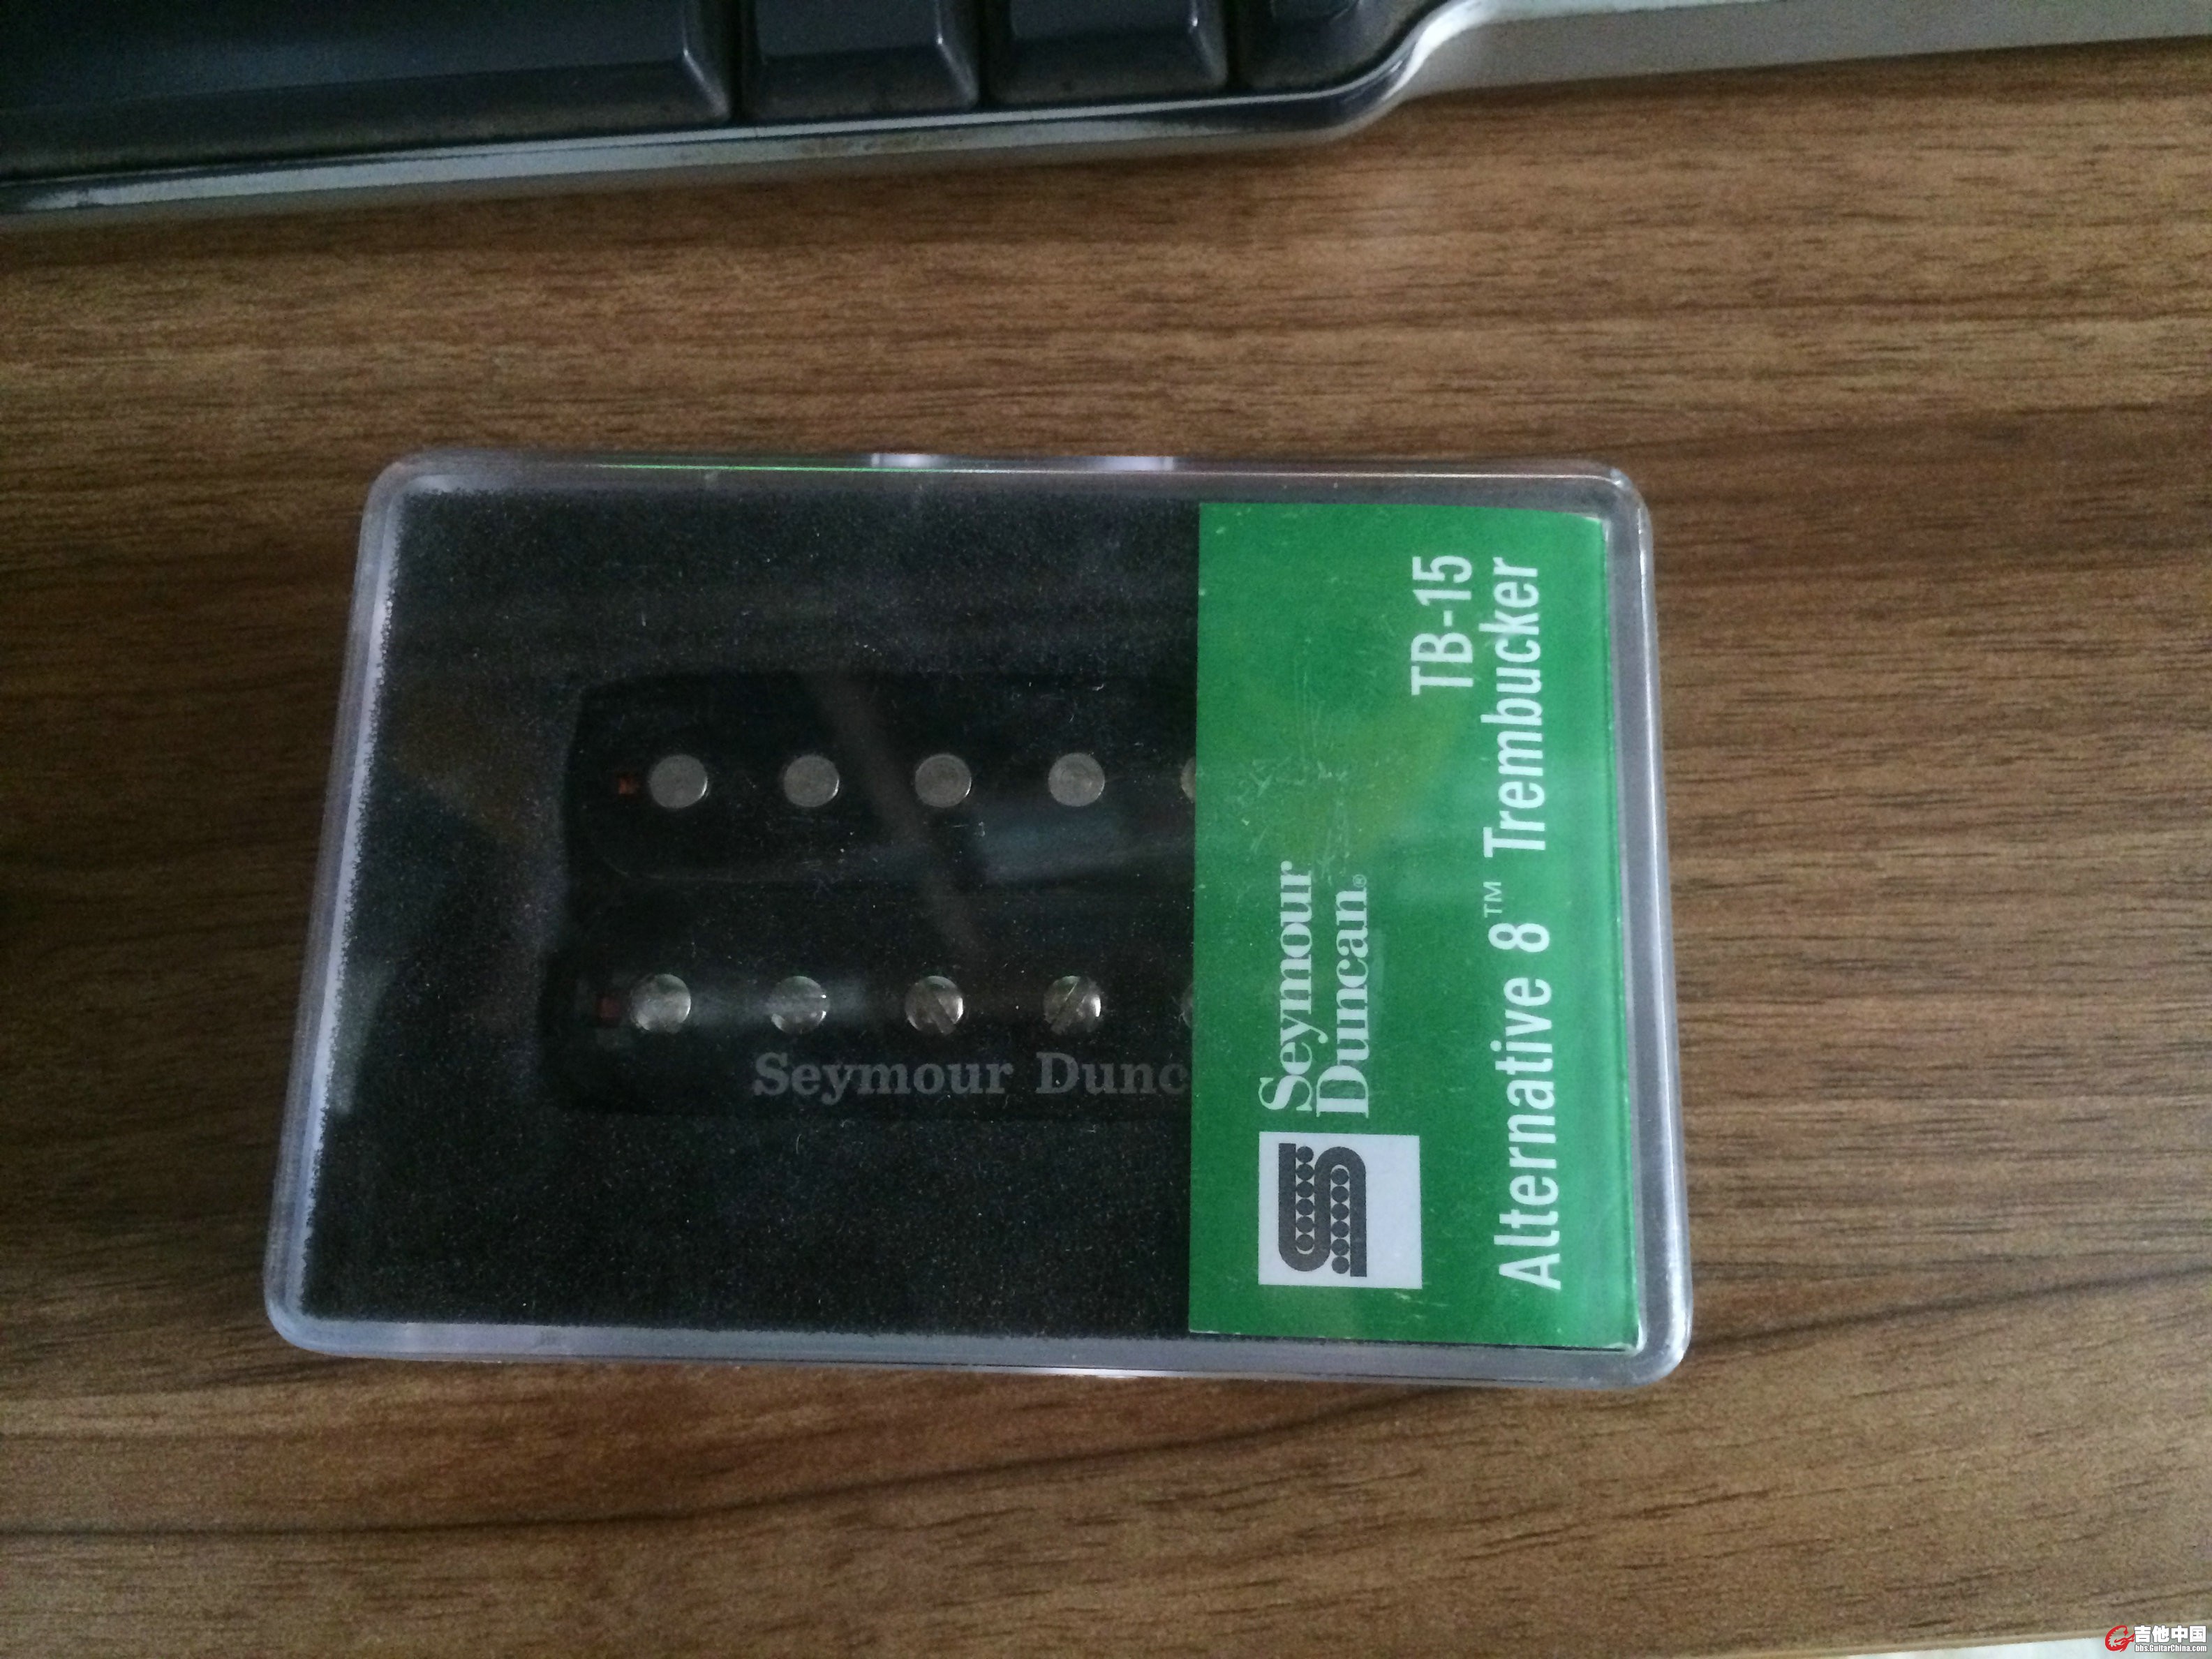 Seymour
Duncan®
TB-15
Alternative 8™ Trembucker
Seymour Dunc
吉他中国
bbs.GuitarChina.com